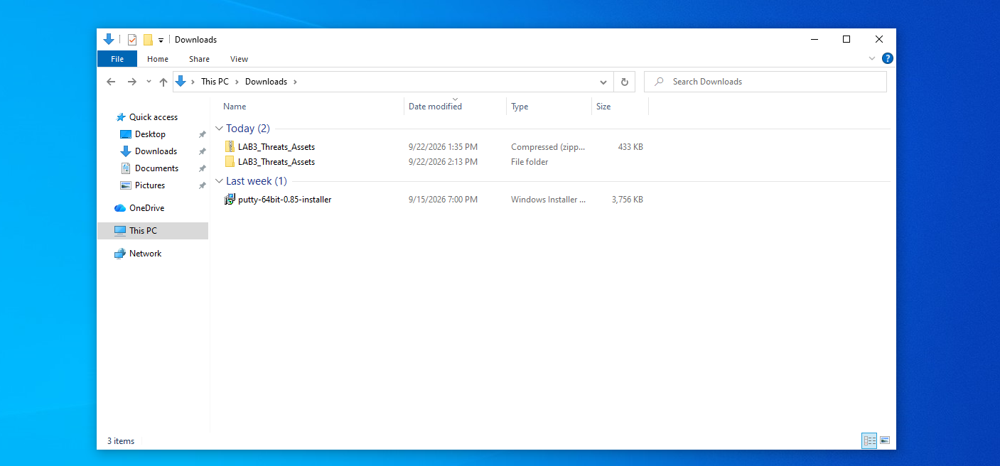 Downloads
File Home Share View
This PC Downloads Search Downloads
Name Date modified Type Size
Quick access
Desktop
Downloads
Documents
Pictures
OneDrive
This PC
Network
Today (2)
LAB3_Threats_Assets 9/22/2026 1:35 PM Compressed (zipp... 433 KB
LAB3_Threats_Assets 9/22/2026 2:13 PM File folder
Last week (1)
putty-64bit-0.85-installer 9/15/2026 7:00 PM Windows Installer ... 3,756 KB
3 items